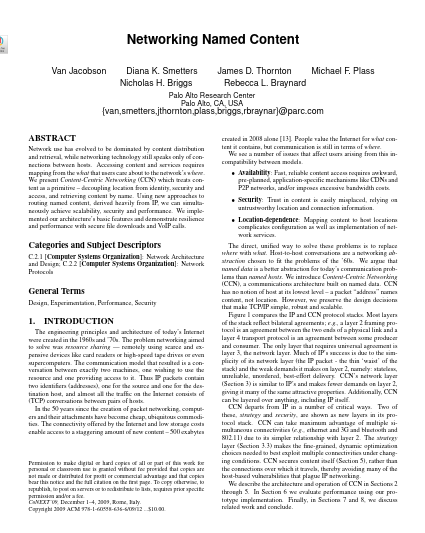 Networking Named Content
Van Jacobson Diana K. Smetters James D. Thornton Michael F. Plass
Nicholas H. Briggs Rebecca L. Braynard
Palo Alto Research Center
Palo Alto, CA, USA
{van,smetters,jthornton,plass,briggs,rbraynar}@parc.com
ABSTRACT
Network use has evolved to be dominated by content distribution
and retrieval, while networking technology still speaks only of con-
nections between hosts. Accessing content and services requires
mapping from the what that users care about to the network's where.
We present Content-Centric Networking (CCN) which treats con-
tent as a primitive – decoupling location from identity, security and
access, and retrieving content by name. Using new approaches to
routing named content, derived heavily from IP, we can simulta-
neously achieve scalability, security and performance. We imple-
mented our architecture's basic features and demonstrate resilience
and performance with secure file downloads and VoIP calls.
Categories and Subject Descriptors
C.2.1 [Computer Systems Organization]: Network Architecture
and Design; C.2.2 [Computer Systems Organization]: Network
Protocols
General Terms
Design, Experimentation, Performance, Security
1. INTRODUCTION
The engineering principles and architecture of today's Internet
were created in the 1960s and '70s. The problem networking aimed
to solve was resource sharing — remotely using scarce and ex-
pensive devices like card readers or high-speed tape drives or even
supercomputers. The communication model that resulted is a con-
versation between exactly two machines, one wishing to use the
resource and one providing access to it. Thus IP packets contain
two identifiers (addresses), one for the source and one for the des-
tination host, and almost all the traffic on the Internet consists of
(TCP) conversations between pairs of hosts.
In the 50 years since the creation of packet networking, comput-
ers and their attachments have become cheap, ubiquitous commodi-
ties. The connectivity offered by the Internet and low storage costs
enable access to a staggering amount of new content – 500 exabytes
Permission to make digital or hard copies of all or part of this work for
personal or classroom use is granted without fee provided that copies are
not made or distributed for profit or commercial advantage and that copies
bear this notice and the full citation on the first page. To copy otherwise, to
republish, to post on servers or to redistribute to lists, requires prior specific
permission and/or a fee.
CoNEXT'09, December 1–4, 2009, Rome, Italy.
Copyright 2009 ACM 978-1-60558-636-6/09/12 ...$10.00.
created in 2008 alone [13]. People value the Internet for what con-
tent it contains, but communication is still in terms of where.
We see a number of issues that affect users arising from this in-
compatibility between models.
• Availability: Fast, reliable content access requires awkward,
pre-planned, application-specific mechanisms like CDNs and
P2P networks, and/or imposes excessive bandwidth costs.
• Security: Trust in content is easily misplaced, relying on
untrustworthy location and connection information.
• Location-dependence: Mapping content to host locations
complicates configuration as well as implementation of net-
work services.
The direct, unified way to solve these problems is to replace
where with what. Host-to-host conversations are a networking ab-
straction chosen to fit the problems of the '60s. We argue that
named data is a better abstraction for today's communication prob-
lems than named hosts. We introduce Content-Centric Networking
(CCN), a communications architecture built on named data. CCN
has no notion of host at its lowest level – a packet "address" names
content, not location. However, we preserve the design decisions
that make TCP/IP simple, robust and scalable.
Figure 1 compares the IP and CCN protocol stacks. Most layers
of the stack reflect bilateral agreements; e.g., a layer 2 framing pro-
tocol is an agreement between the two ends of a physical link and a
layer 4 transport protocol is an agreement between some producer
and consumer. The only layer that requires universal agreement is
layer 3, the network layer. Much of IP's success is due to the sim-
plicity of its network layer (the IP packet - the thin 'waist' of the
stack) and the weak demands it makes on layer 2, namely: stateless,
unreliable, unordered, best-effort delivery. CCN's network layer
(Section 3) is similar to IP's and makes fewer demands on layer 2,
giving it many of the same attractive properties. Additionally, CCN
can be layered over anything, including IP itself.
CCN departs from IP in a number of critical ways. Two of
these, strategy and security, are shown as new layers in its pro-
tocol stack. CCN can take maximum advantage of multiple si-
multaneous connectivities (e.g., ethernet and 3G and bluetooth and
802.11) due to its simpler relationship with layer 2. The strategy
layer (Section 3.3) makes the fine-grained, dynamic optimization
choices needed to best exploit multiple connectivities under chang-
ing conditions. CCN secures content itself (Section 5), rather than
the connections over which it travels, thereby avoiding many of the
host-based vulnerabilities that plague IP networking.
We describe the architecture and operation of CCN in Sections 2
through 5. In Section 6 we evaluate performance using our pro-
totype implementation. Finally, in Sections 7 and 8, we discuss
related work and conclude.